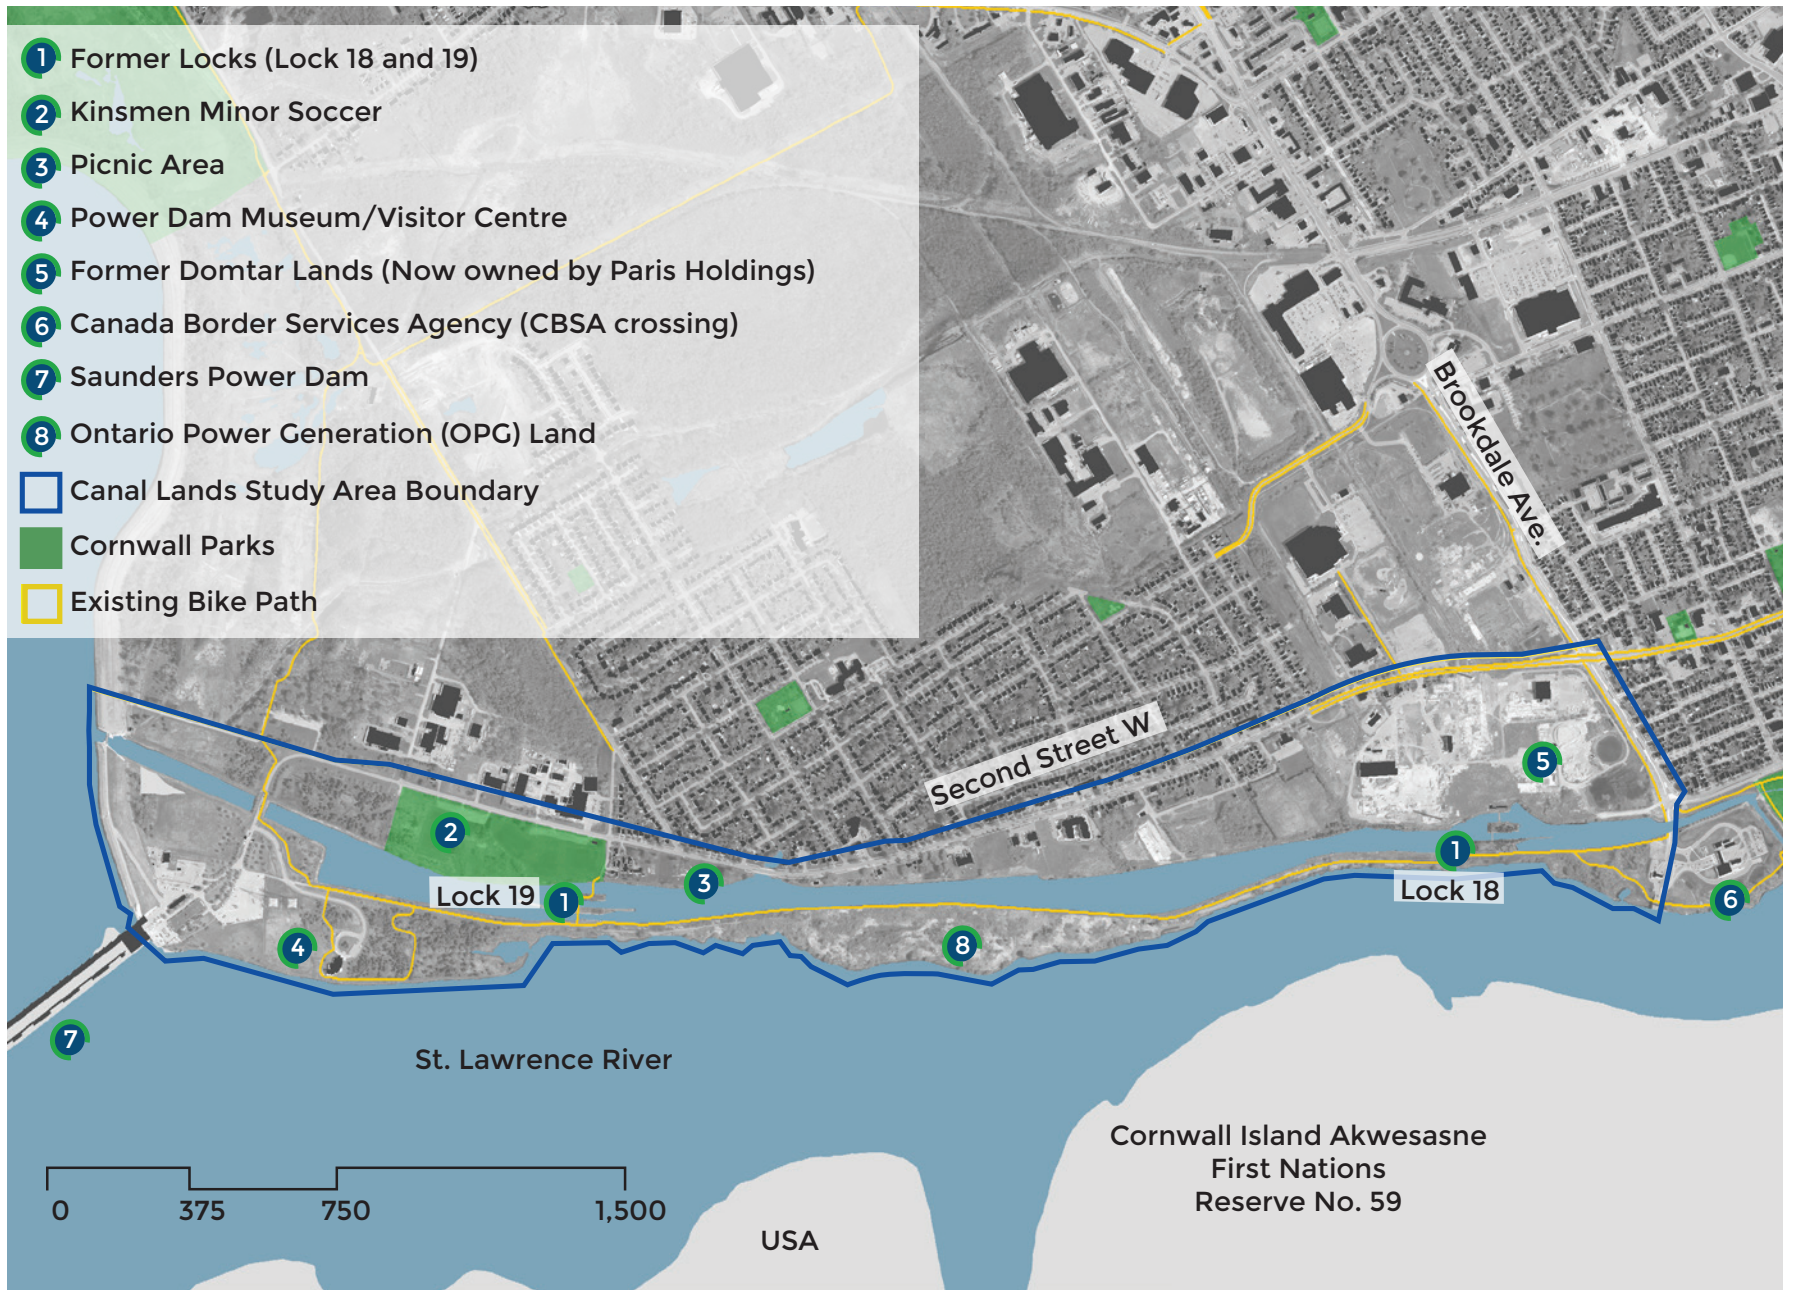 1 Former Locks (Lock 18 and 19)
2 Kinsmen Minor Soccer
3 Picnic Area
4 Power Dam Museum/Visitor Centre
5 Former Domtar Lands (Now owned by Paris Holdings)
6 Canada Border Services Agency (CBSA crossing)
7 Saunders Power Dam
8 Ontario Power Generation (OPG) Land
Canal Lands Study Area Boundary
Cornwall Parks
Existing Bike Path
Brookdale Ave.
Second Street W
5
2
1
3
Lock 19
1
Lock 18
6
4
8
7
St. Lawrence River
Cornwall Island Akwesasne
First Nations
Reserve No. 59
0 375 750 1,500
USA